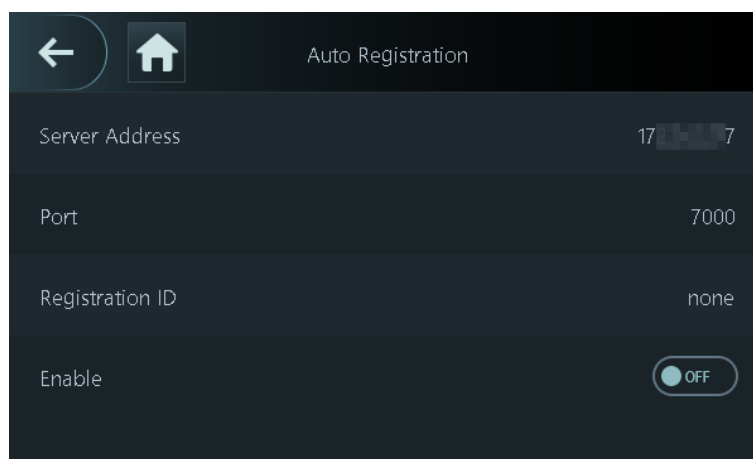 Auto Registration
Server Address
Port 7000
Registration ID none
Enable OFF